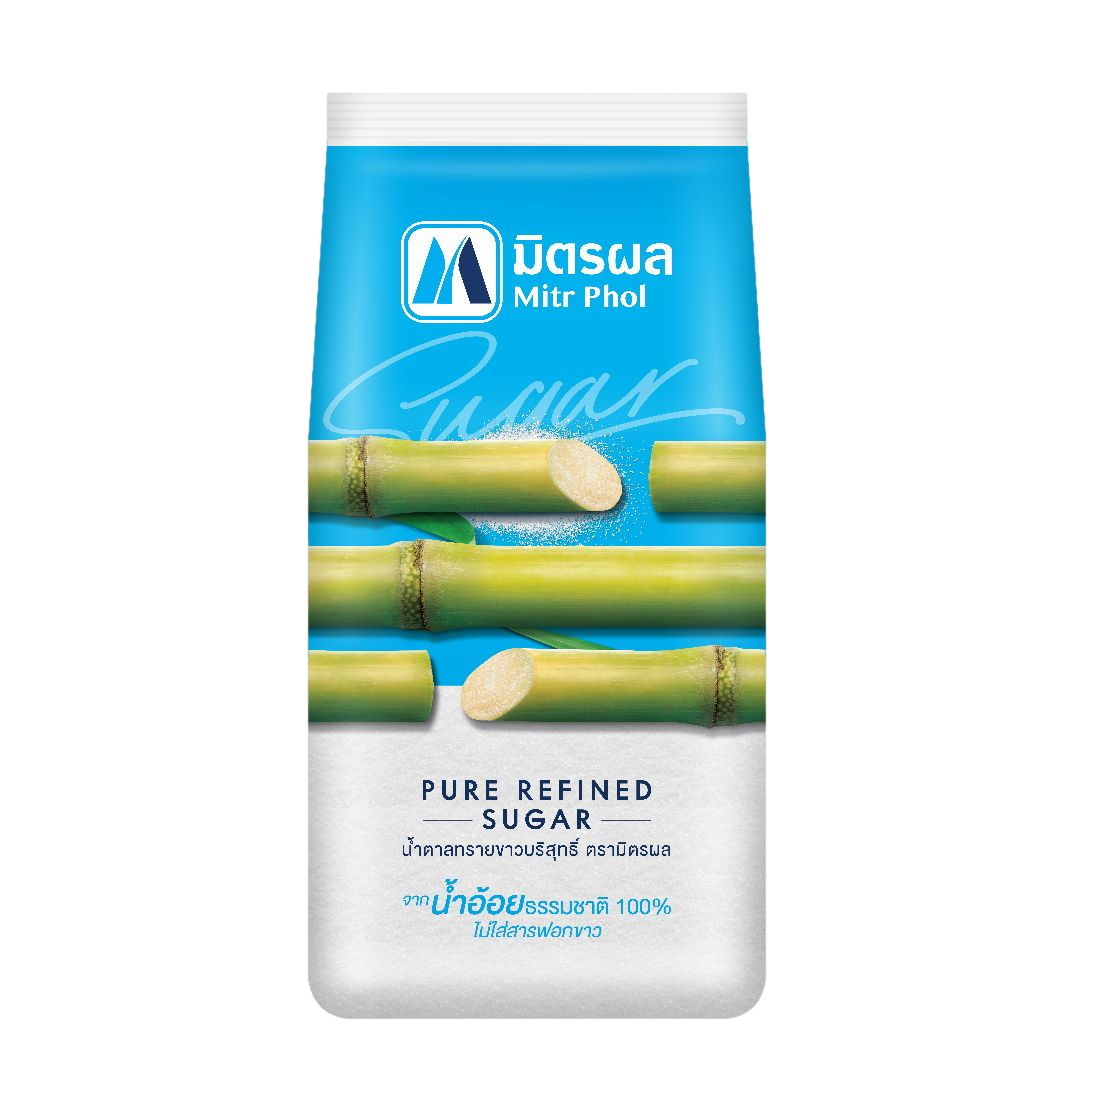 มิตรผล
Mitr Phol
Sugar
PURE REFINED
SUGAR
น้ำตาลทรายขาวบริสุทธิ์ ตรามิตรผล
จากน้ำอ้อยธรรมชาติ 100%
ไม่ใส่สารฟอกขาว